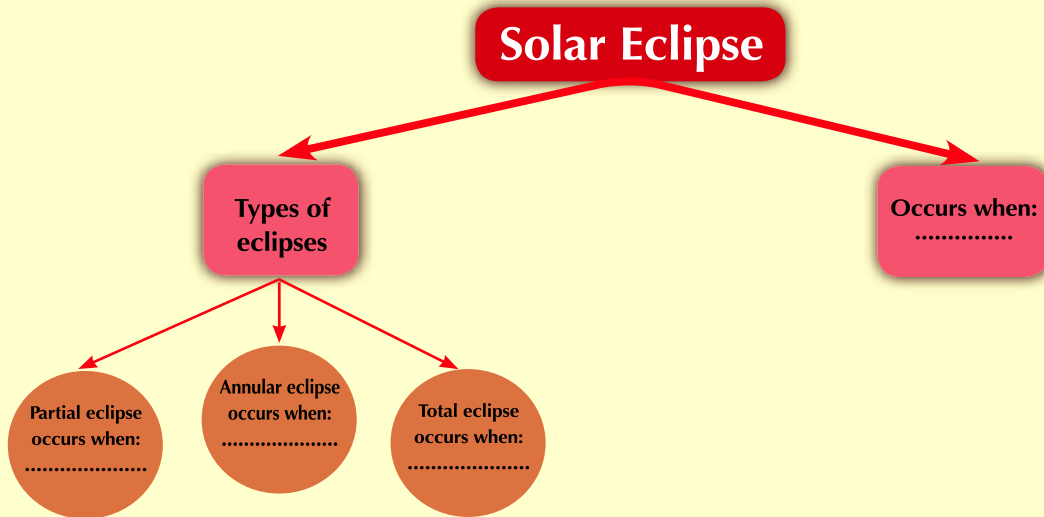 Solar Eclipse
Types of
eclipses
Occurs when:
...............
Partial eclipse
occurs when:
......................
Annular eclipse
occurs when:
.....................
Total eclipse
occurs when:
......................